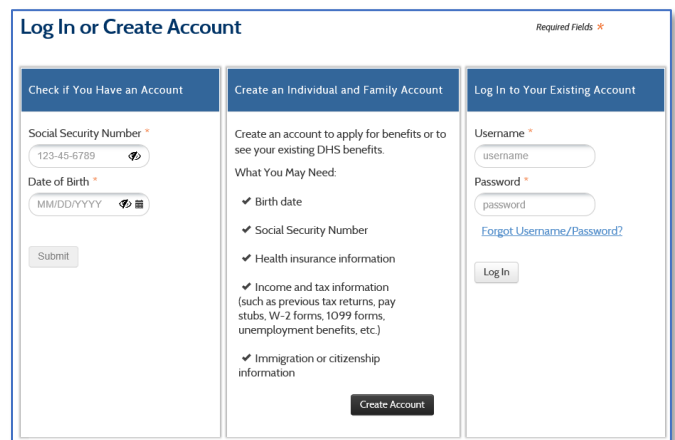 Log In or Create Account
Required Fields *
Check if You Have an Account
Social Security Number *
123-45-6789
Date of Birth *
MM/DD/YYYY
Submit
Create an Individual and Family Account
Create an account to apply for benefits or to
see your existing DHS benefits.
What You May Need:
✔ Birth date
✔ Social Security Number
✔ Health insurance information
✔ Income and tax information
(such as previous tax returns, pay
stubs, W-2 forms, 1099 forms,
unemployment benefits, etc.)
✔ Immigration or citizenship
information
Create Account
Log In to Your Existing Account
Username *
username
Password *
password
Forgot Username/Password?
Log In